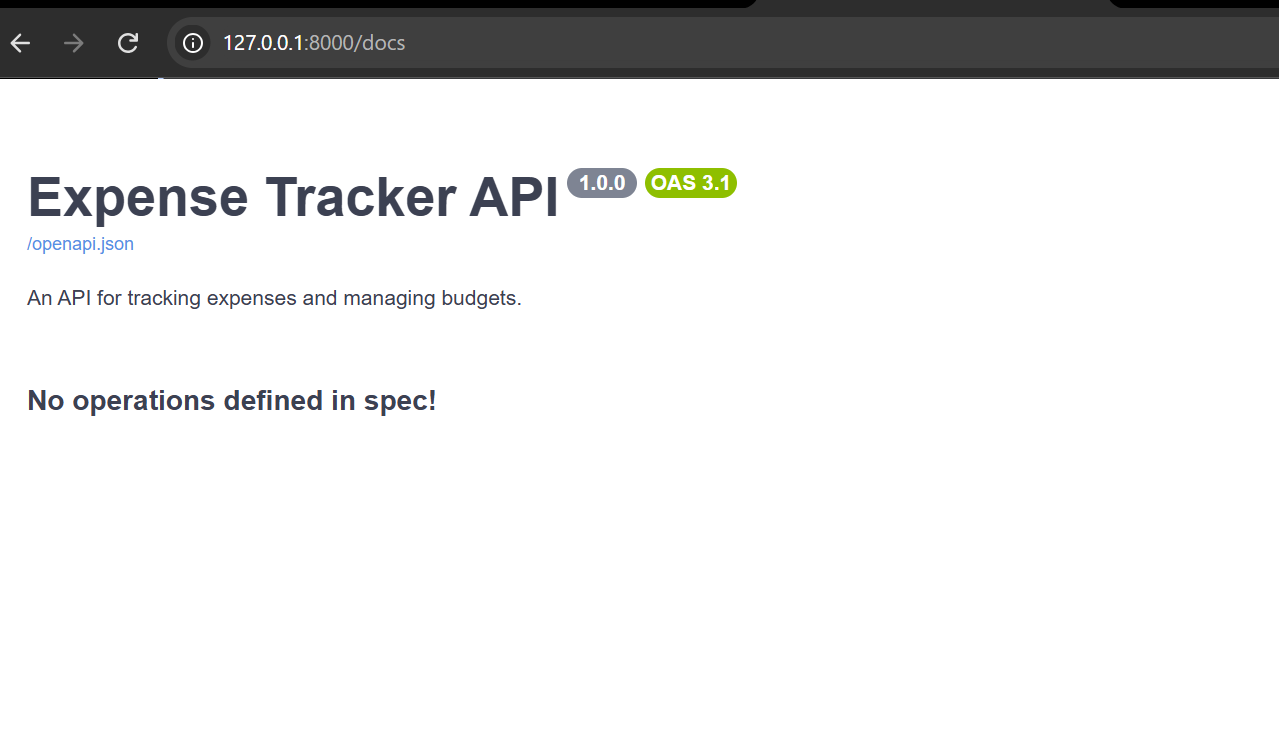 127.0.0.1:8000/docs
Expense Tracker API 1.0.0 OAS 3.1
/openapi.json
An API for tracking expenses and managing budgets.
No operations defined in spec!